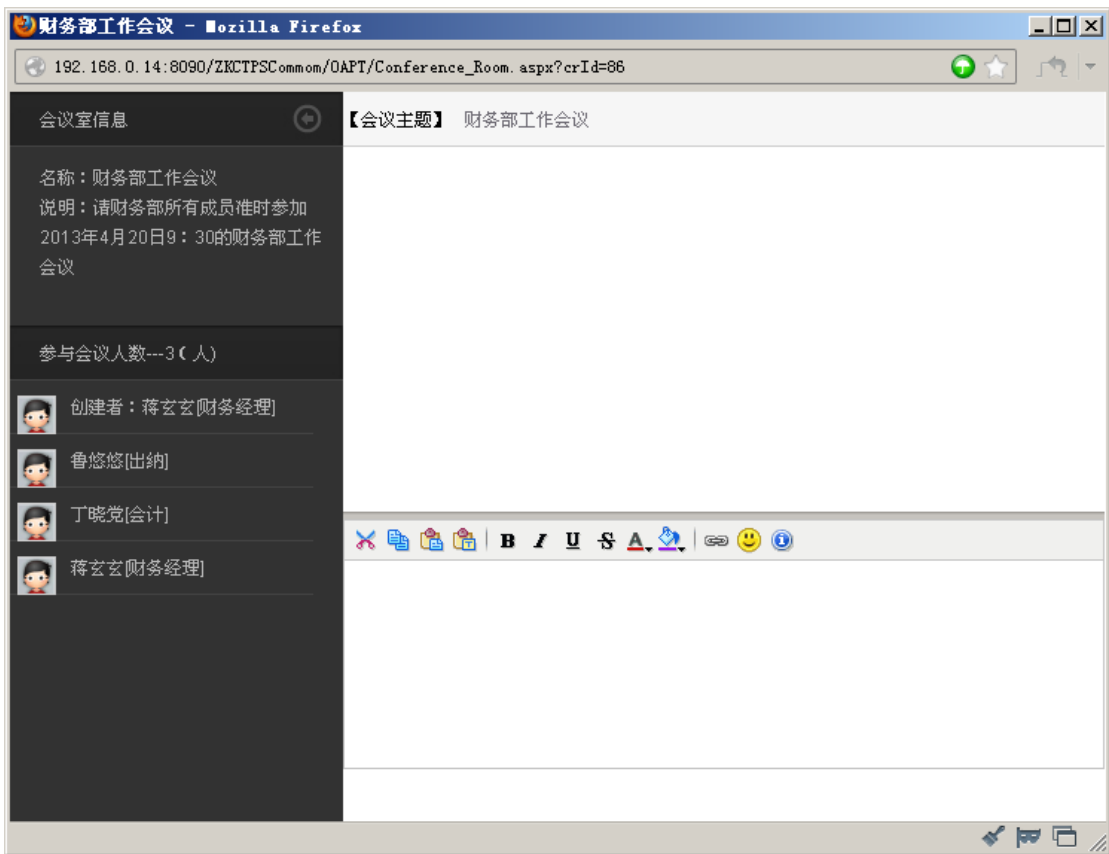 财务部工作会议 - Mozilla Firefox
192.168.0.14:8090/ZKCTPSCommom/OAPT/Conference_Room.aspx?crId=86
会议室信息
【会议主题】 财务部工作会议
名称：财务部工作会议
说明：请财务部所有成员准时参加
2013年4月20日9：30的财务部工作
会议
参与会议人数---3( 人)
创建者：蒋玄玄[财务经理]
鲁悠悠[出纳]
丁晓党[会计]
蒋玄玄[财务经理]
B I U S A